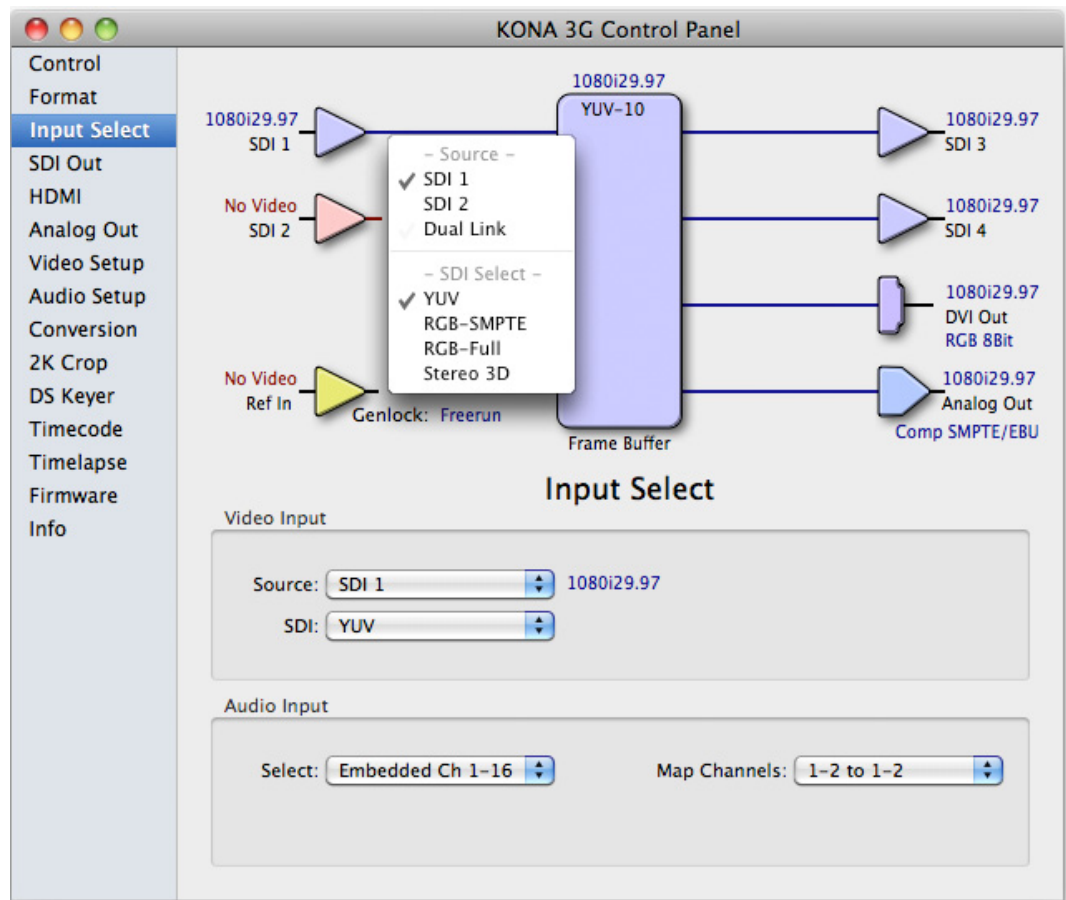 KONA 3G Control Panel
Control
Format
Input Select
SDI Out
HDMI
Analog Out
Video Setup
Audio Setup
Conversion
2K Crop
DS Keyer
Timecode
Timelapse
Firmware
Info
1080i29.97
YUV-10
1080i29.97
SDI 1
No Video
SDI 2
No Video
Ref In
Genlock: Freerun
- Source -
SDI 1
SDI 2
Dual Link
- SDI Select -
YUV
RGB-SMPTE
RGB-Full
Stereo 3D
Frame Buffer
1080i29.97
SDI 3
1080i29.97
SDI 4
1080i29.97
DVI Out
RGB 8Bit
1080i29.97
Analog Out
Comp SMPTE/EBU
Input Select
Video Input
Source: SDI 1 1080i29.97
SDI: YUV
Audio Input
Select: Embedded Ch 1-16 Map Channels: 1-2 to 1-2